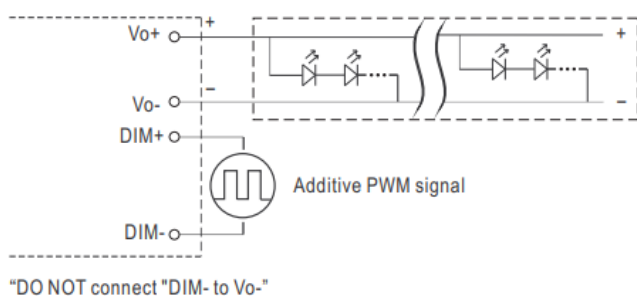 Vo+ + +
Vo- − −
DIM+
Additive PWM signal
DIM-
"DO NOT connect "DIM- to Vo-"